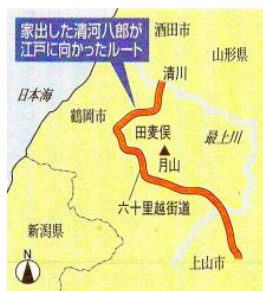 家出した清河八郎が
江戸に向かったルート
酒田市
山形県
清川
日本海
鶴岡市
田麦俣
最上川
月山
六十里越街道
新潟県
N
上山市